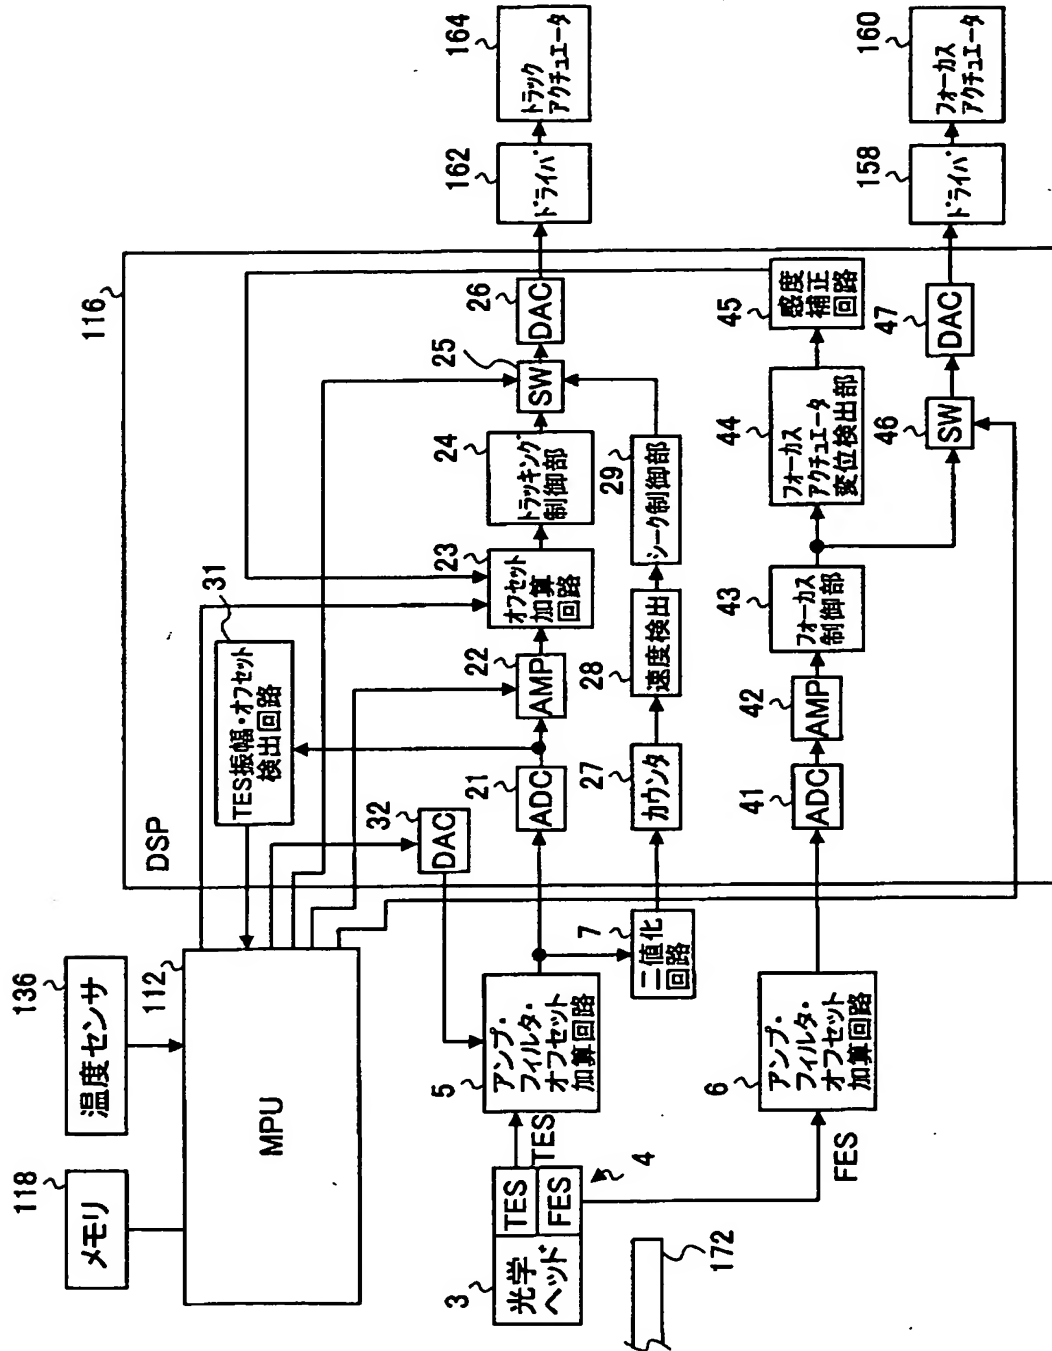 118
メモリ
136
温度センサ
112
MPU
116
DSP
31
TES振幅・オフセット
検出回路
32
DAC
3
光学
ヘッド
TES
FES
4
172
TES
FES
5
アンプ・
フィルタ・
オフセット
加算回路
6
アンプ・
フィルタ・
オフセット
加算回路
7
二値化
回路
21
ADC
22
AMP
23
オフセット
加算
回路
24
トラッキング
制御部
25
SW
26
DAC
162
ドライバ
164
トラック
アクチュエータ
27
カウンタ
28
速度検出
29
シーク制御部
41
ADC
42
AMP
43
フォーカス
制御部
44
フォーカス
アクチュエータ
変位検出部
45
感度
補正
回路
46
SW
47
DAC
158
ドライバ
160
フォーカス
アクチュエータ